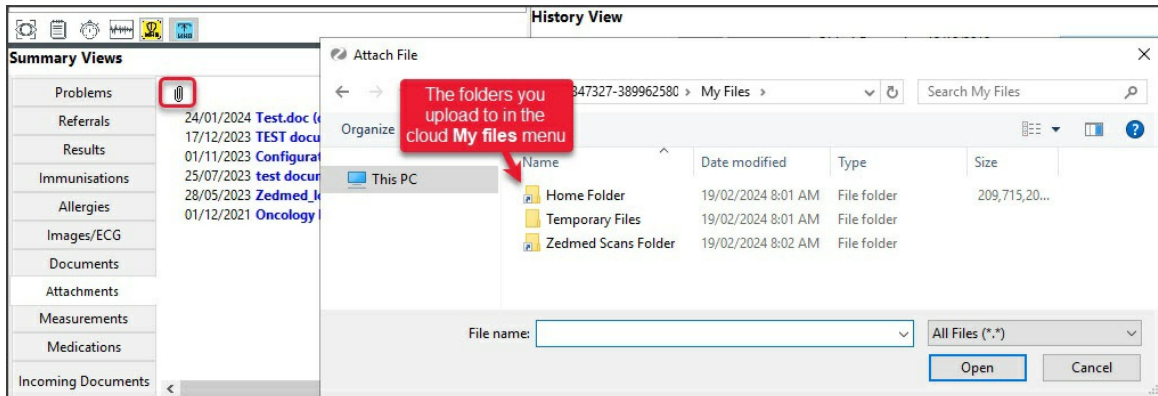 History View
Summary Views
Problems
Referrals
Results
Immunisations
Allergies
Images/ECG
Documents
Attachments
Measurements
Medications
Incoming Documents
24/01/2024 Test.doc
17/12/2023 TEST docu
01/11/2023 Configurat
25/07/2023 test docur
28/05/2023
01/12/2021 Oncology
Attach File
347327-389962580 > My Files >
Search My Files
The folders you
upload to in the
cloud My files menu
Organize
This PC
Name Date modified Type Size
Home Folder 19/02/2024 8:01 AM File folder 209,715,20...
Temporary Files 19/02/2024 8:01 AM File folder
Zedmed Scans Folder 19/02/2024 8:02 AM File folder
File name:
All Files (*.*)
Open Cancel